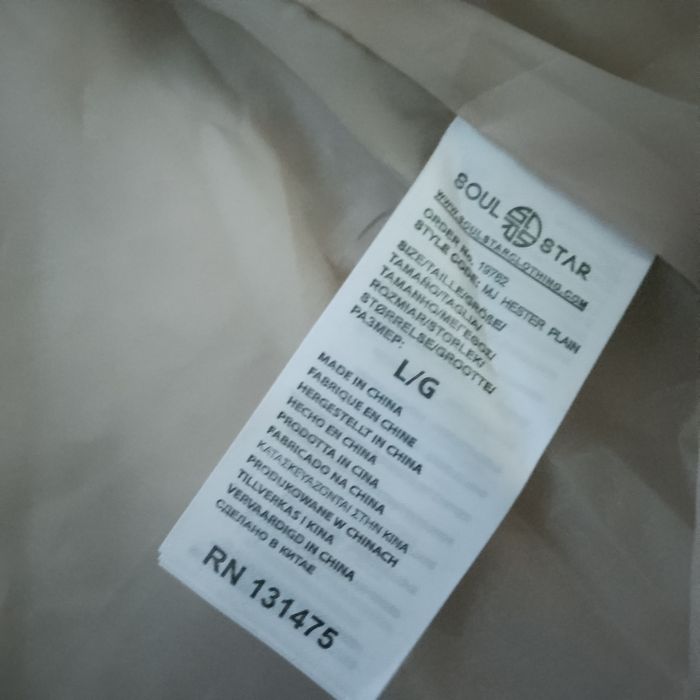 SOUL STAR
WWW.SOULSTARCLOTHING.COM
ORDER No. 19782
STYLE CODE: MJ HESTER PLAIN
SIZE/TAILLE/GRÖßE/
TAMAÑO/TAGLIA/
TAMANHO/ΜΕΓΕΘΟΣ/
ROZMIAR/STORLEK/
STØRRELSE/GROOTTE/
РАЗМЕР:
L/G
MADE IN CHINA
FABRIQUE EN CHINE
HERGESTELLT IN CHINA
HECHO EN CHINA
PRODOTTA IN CINA
FABRICADO NA CHINA
ΚΑΤΑΣΚΕΥΑΖΟΝΤΑΙ ΣΤΗΝ ΚΙΝΑ
PRODUKOWANE W CHINACH
TILLVERKAS I KINA
VERVAARDIGD IN CHINA
СДЕЛАНО В КИТАЕ
RN 131475